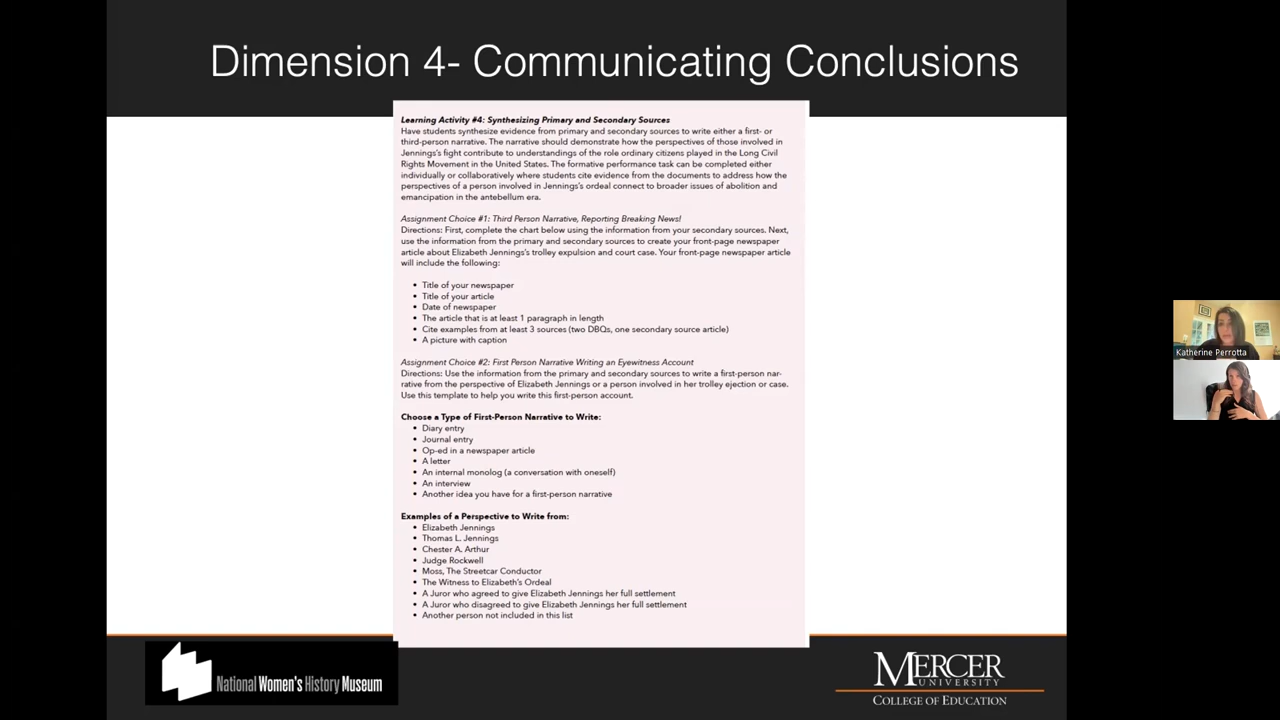 Dimension 4- Communicating Conclusions
Learning Activity #4: Synthesizing Primary and Secondary Sources
Have students synthesize evidence from primary and secondary sources to write either a first- or
third-person narrative. The narrative should demonstrate how the perspectives of those involved in
Jennings's fight contribute to understandings of the role ordinary citizens played in the Long Civil
Rights Movement in the United States. The formative performance task can be completed either
individually or collaboratively where students cite evidence from the documents to address how the
perspectives of a person involved in Jennings's ordeal connect to broader issues of abolition and
emancipation in the antebellum era.
Assignment Choice #1: Third Person Narrative, Reporting Breaking News!
Directions: First, complete the chart below using the information from your secondary sources. Next,
use the information from the primary and secondary sources to create your front-page newspaper
article about Elizabeth Jennings's trolley expulsion and court case. Your front-page newspaper article
will include the following:
• Title of your newspaper
• Title of your article
• Date of newspaper
• The article that is at least 1 paragraph in length
• Cite examples from at least 3 sources (two DBQs, one secondary source article)
• A picture with caption
Assignment Choice #2: First Person Narrative Writing an Eyewitness Account
Directions: Use the information from the primary and secondary sources to write a first-person nar-
rative from the perspective of Elizabeth Jennings or a person involved in her trolley ejection or case.
Use this template to help you write this first-person account.
Choose a Type of First-Person Narrative to Write:
• Diary entry
• Journal entry
• Op-ed in a newspaper article
• A letter
• An internal monolog (a conversation with oneself)
• An interview
• Another idea you have for a first-person narrative
Examples of a Perspective to Write from:
• Elizabeth Jennings
• Thomas L. Jennings
• Chester A. Arthur
• Judge Rockwell
• Moss, The Streetcar Conductor
• The Witness to Elizabeth's Ordeal
• A Juror who agreed to give Elizabeth Jennings her full settlement
• A Juror who disagreed to give Elizabeth Jennings her full settlement
• Another person not included in this list
National Women's History Museum
MERCER
UNIVERSITY
COLLEGE OF EDUCATION
Katherine Perrotta